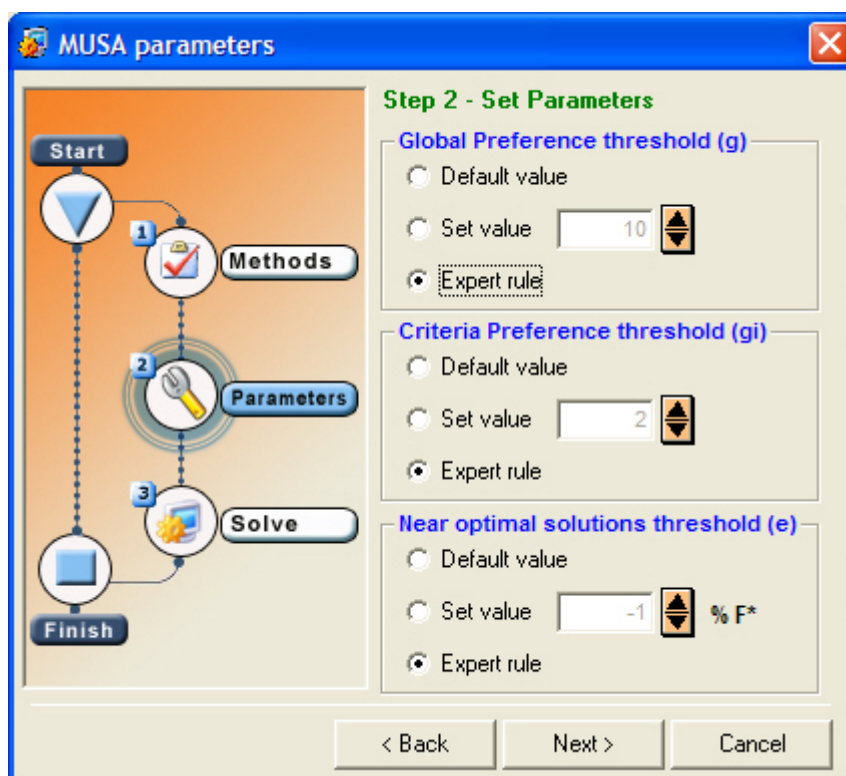 MUSA parameters
Step 2 - Set Parameters
Start
1
Methods
2
Parameters
3
Solve
Finish
Global Preference threshold (g)
Default value
Set value 10
Expert rule
Criteria Preference threshold (gi)
Default value
Set value 2
Expert rule
Near optimal solutions threshold (e)
Default value
Set value -1 % F*
Expert rule
< Back Next > Cancel